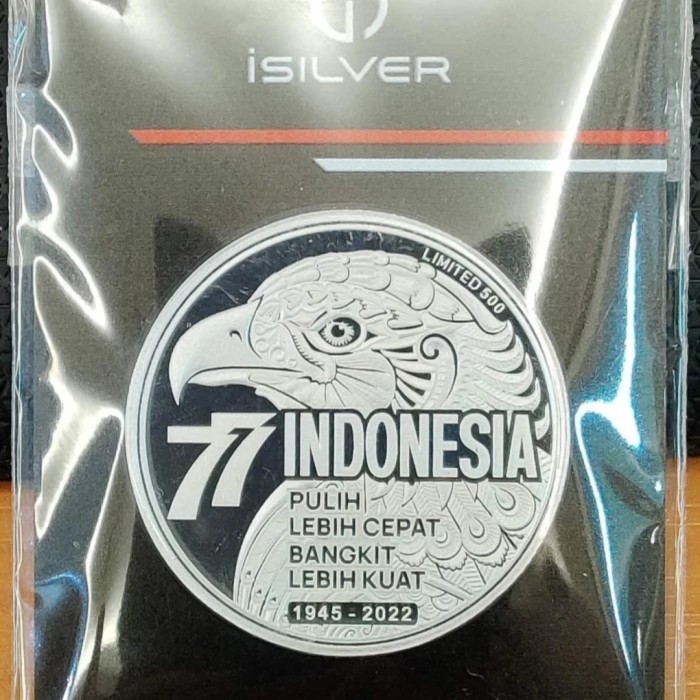 iSILVER
LIMITED 500
77 INDONESIA
PULIH
LEBIH CEPAT
BANGKIT
LEBIH KUAT
1945 - 2022